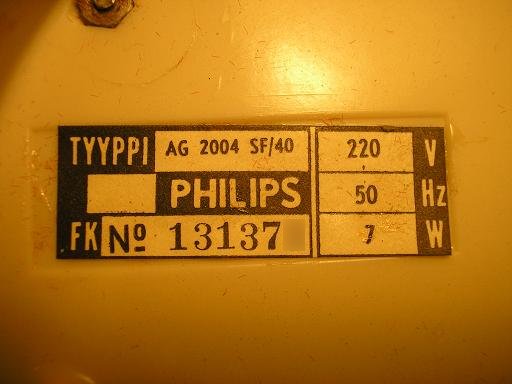 TYYPPI AG 2004 SF/40 220 V
PHILIPS 50 Hz
FK Nº 13137 7 W